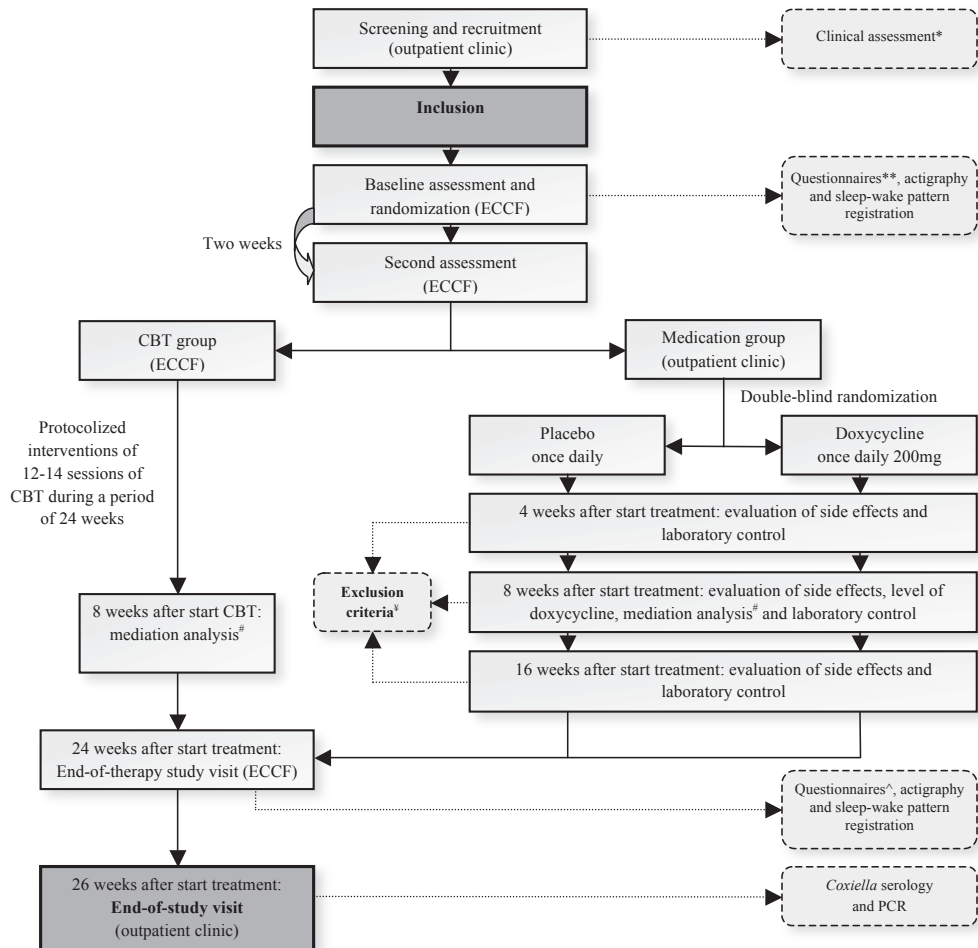 Screening and recruitment
(outpatient clinic)
Clinical assessment*
Inclusion
Baseline assessment and
randomization (ECCF)
Questionnaires**, actigraphy
and sleep-wake pattern
registration
Two weeks
Second assessment
(ECCF)
CBT group
(ECCF)
Medication group
(outpatient clinic)
Double-blind randomization
Protocolized
interventions of
12-14 sessions of
CBT during a period
of 24 weeks
Placebo
once daily
Doxycycline
once daily 200mg
4 weeks after start treatment: evaluation of side effects and
laboratory control
Exclusion
criteria¥
8 weeks after start treatment: evaluation of side effects, level of
doxycycline, mediation analysis# and laboratory control
8 weeks after start CBT:
mediation analysis#
16 weeks after start treatment: evaluation of side effects and
laboratory control
24 weeks after start treatment:
End-of-therapy study visit (ECCF)
Questionnaires^, actigraphy
and sleep-wake pattern
registration
26 weeks after start treatment:
End-of-study visit
(outpatient clinic)
Coxiella serology
and PCR